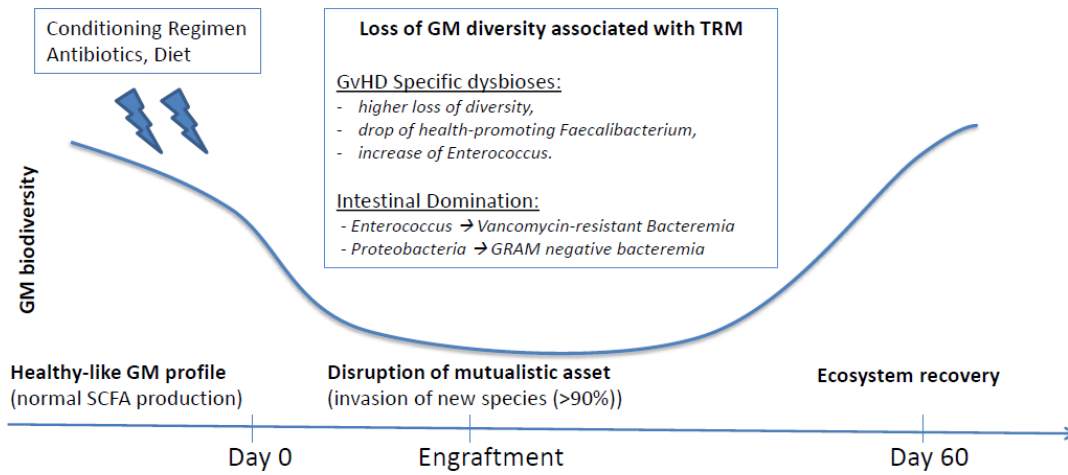 Conditioning Regimen
Antibiotics, Diet
Loss of GM diversity associated with TRM
GvHD Specific dysbioses:
- higher loss of diversity,
- drop of health-promoting Faecalibacterium,
- increase of Enterococcus.
Intestinal Domination:
- Enterococcus → Vancomycin-resistant Bacteremia
- Proteobacteria → GRAM negative bacteremia
GM biodiversity
Healthy-like GM profile
(normal SCFA production)
Disruption of mutualistic asset
(invasion of new species (>90%))
Ecosystem recovery
Day 0
Engraftment
Day 60